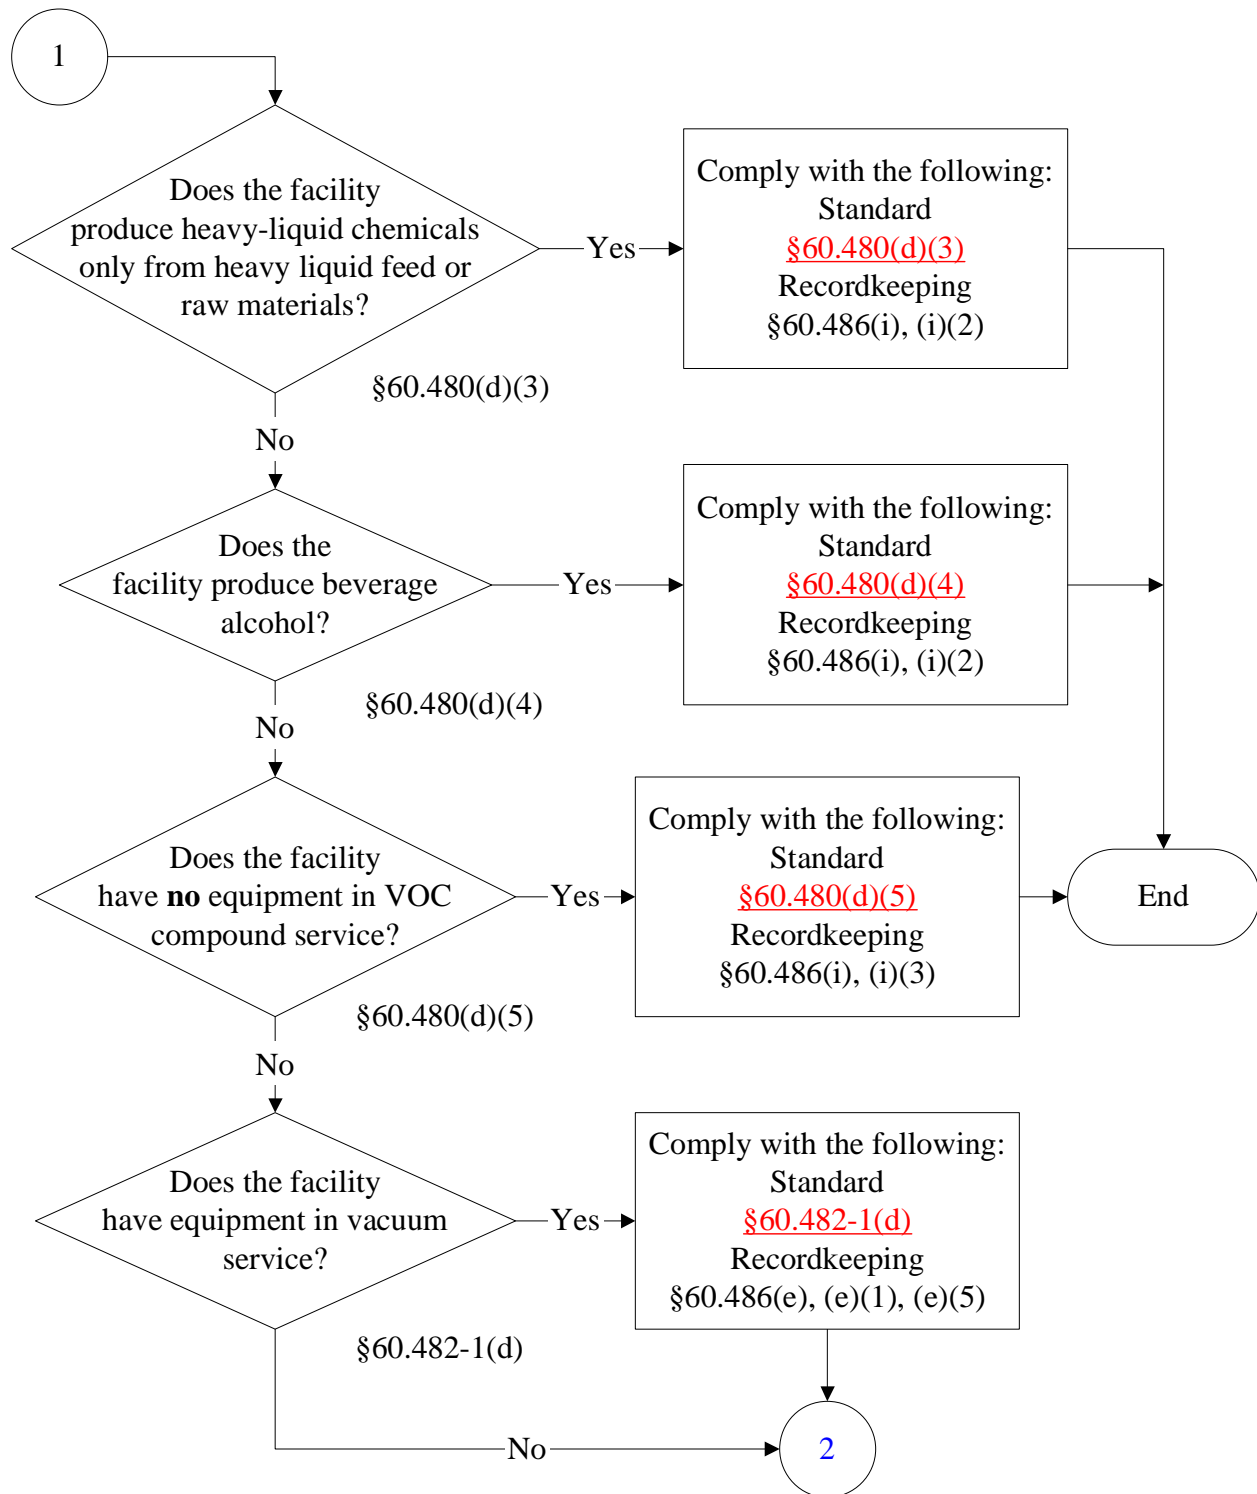 1
Does the facility
produce heavy-liquid chemicals
only from heavy liquid feed or
raw materials?
Yes
Comply with the following:
Standard
§60.480(d)(3)
Recordkeeping
§60.486(i), (i)(2)
§60.480(d)(3)
No
Does the
facility produce beverage
alcohol?
Yes
Comply with the following:
Standard
§60.480(d)(4)
Recordkeeping
§60.486(i), (i)(2)
§60.480(d)(4)
No
Does the facility
have no equipment in VOC
compound service?
Yes
Comply with the following:
Standard
§60.480(d)(5)
Recordkeeping
§60.486(i), (i)(3)
End
§60.480(d)(5)
No
Does the facility
have equipment in vacuum
service?
Yes
Comply with the following:
Standard
§60.482-1(d)
Recordkeeping
§60.486(e), (e)(1), (e)(5)
§60.482-1(d)
No
2